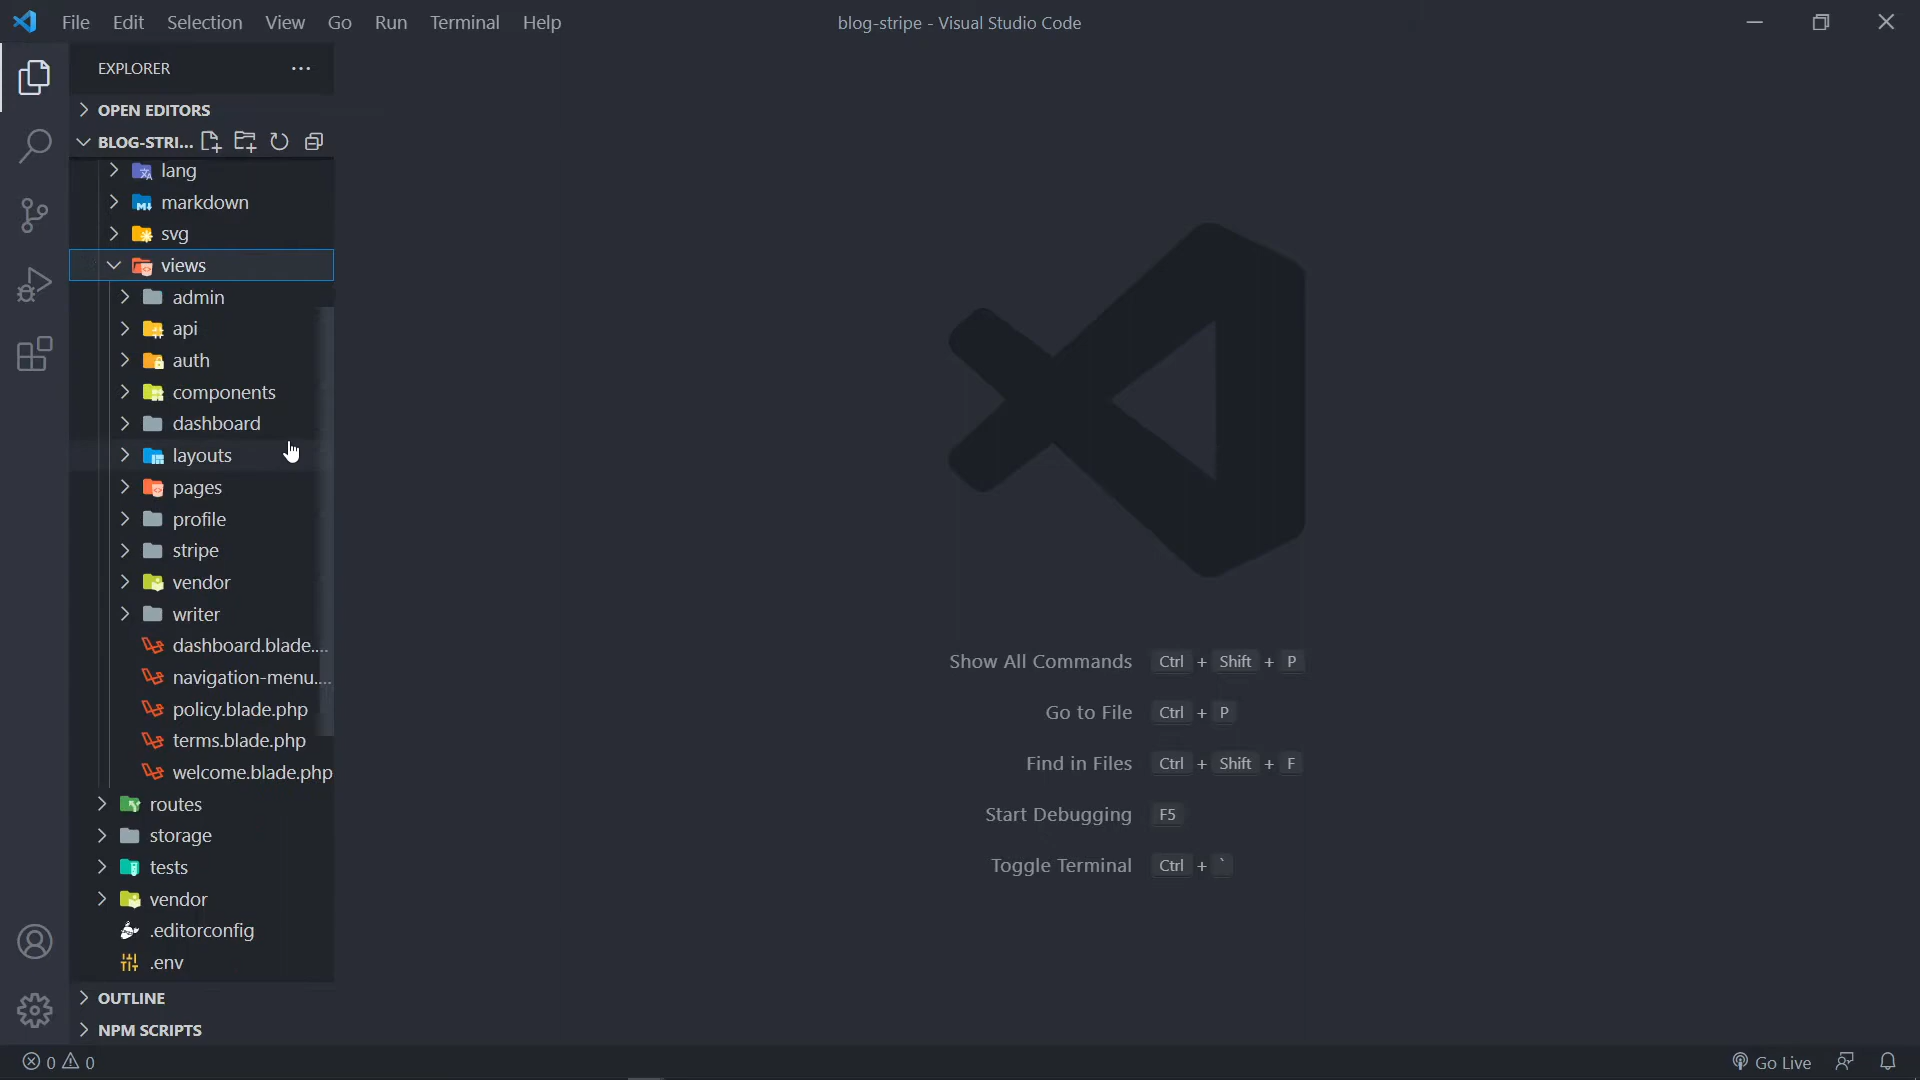 File Edit Selection View Go Run Terminal Help
blog-stripe - Visual Studio Code
EXPLORER
OPEN EDITORS
BLOG-STRI...
lang
markdown
svg
views
admin
api
auth
components
dashboard
layouts
pages
profile
stripe
vendor
writer
dashboard.blade....
navigation-menu....
policy.blade.php
terms.blade.php
welcome.blade.php
routes
storage
tests
vendor
.editorconfig
.env
OUTLINE
NPM SCRIPTS
Show All Commands Ctrl + Shift + P
Go to File Ctrl + P
Find in Files Ctrl + Shift + F
Start Debugging F5
Toggle Terminal Ctrl + `
0 0
Go Live